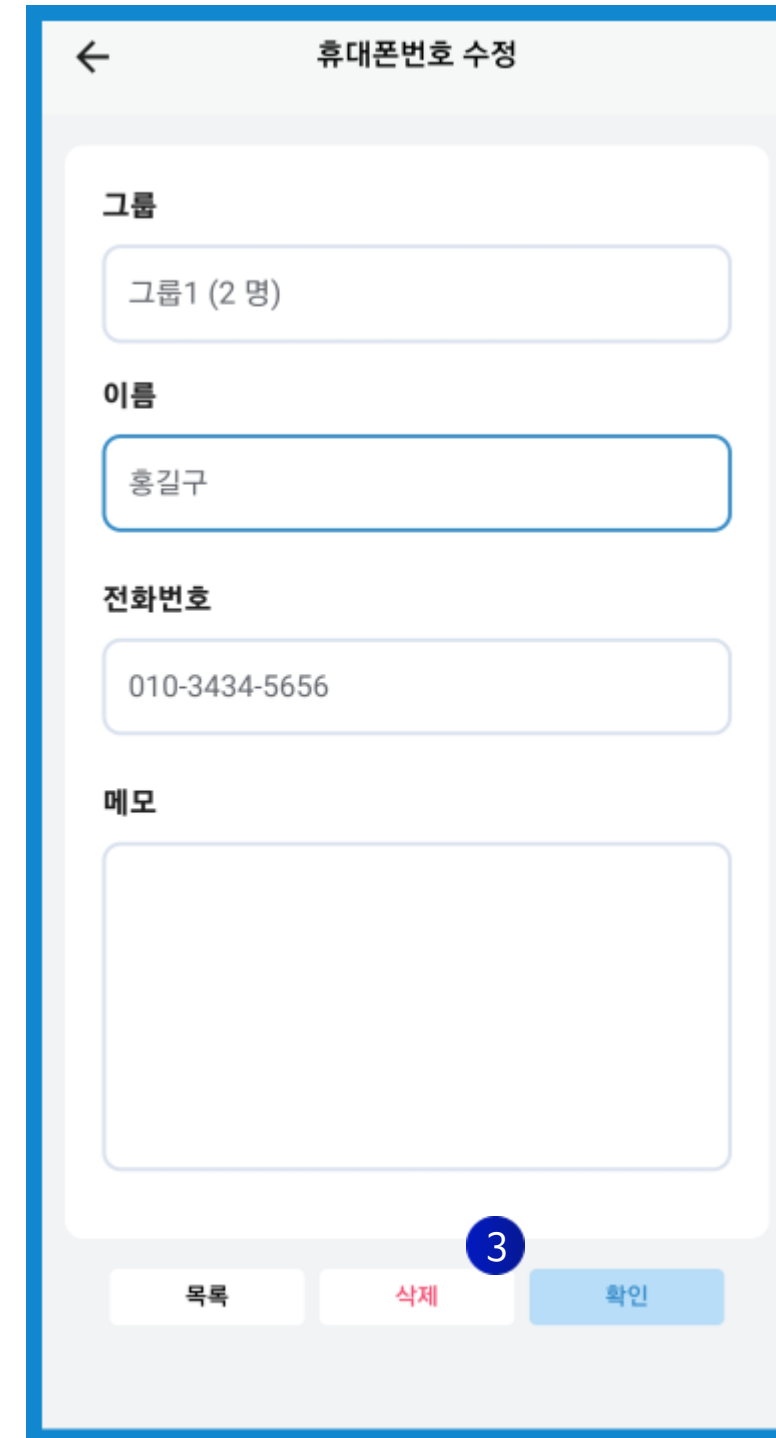 휴대폰번호 수정
그룹
그룹1 (2 명)
이름
홍길구
전화번호
010-3434-5656
메모
3
목록 삭제 확인